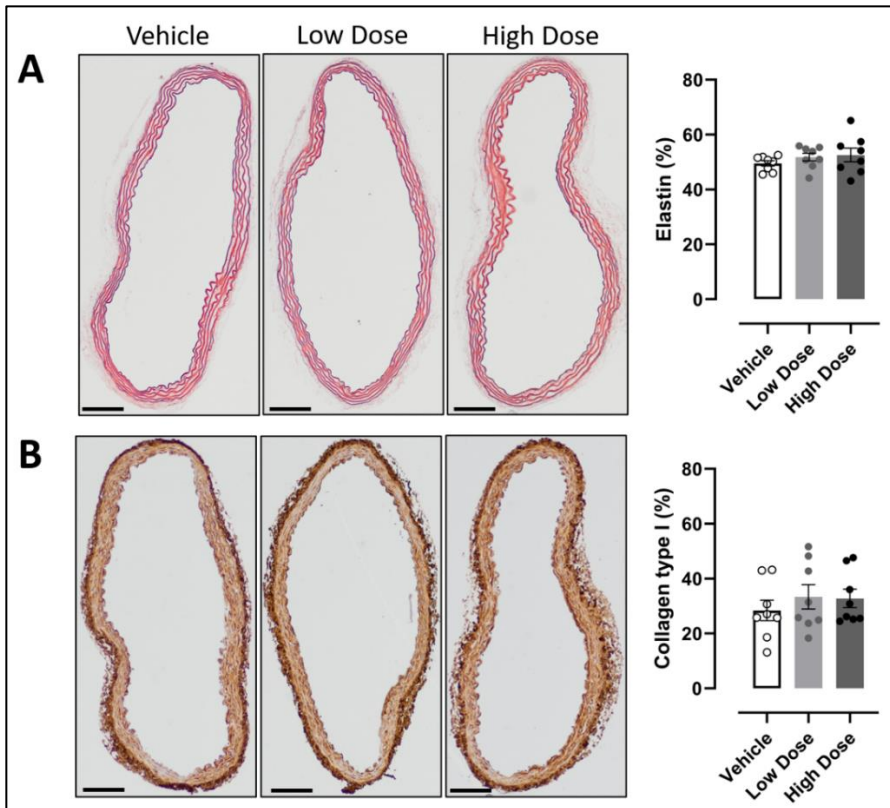 Vehicle Low Dose High Dose
A
Elastin (%)
80
60
40
20
0
Vehicle
Low Dose
High Dose
B
Collagen type I (%)
80
60
40
20
0
Vehicle
Low Dose
High Dose